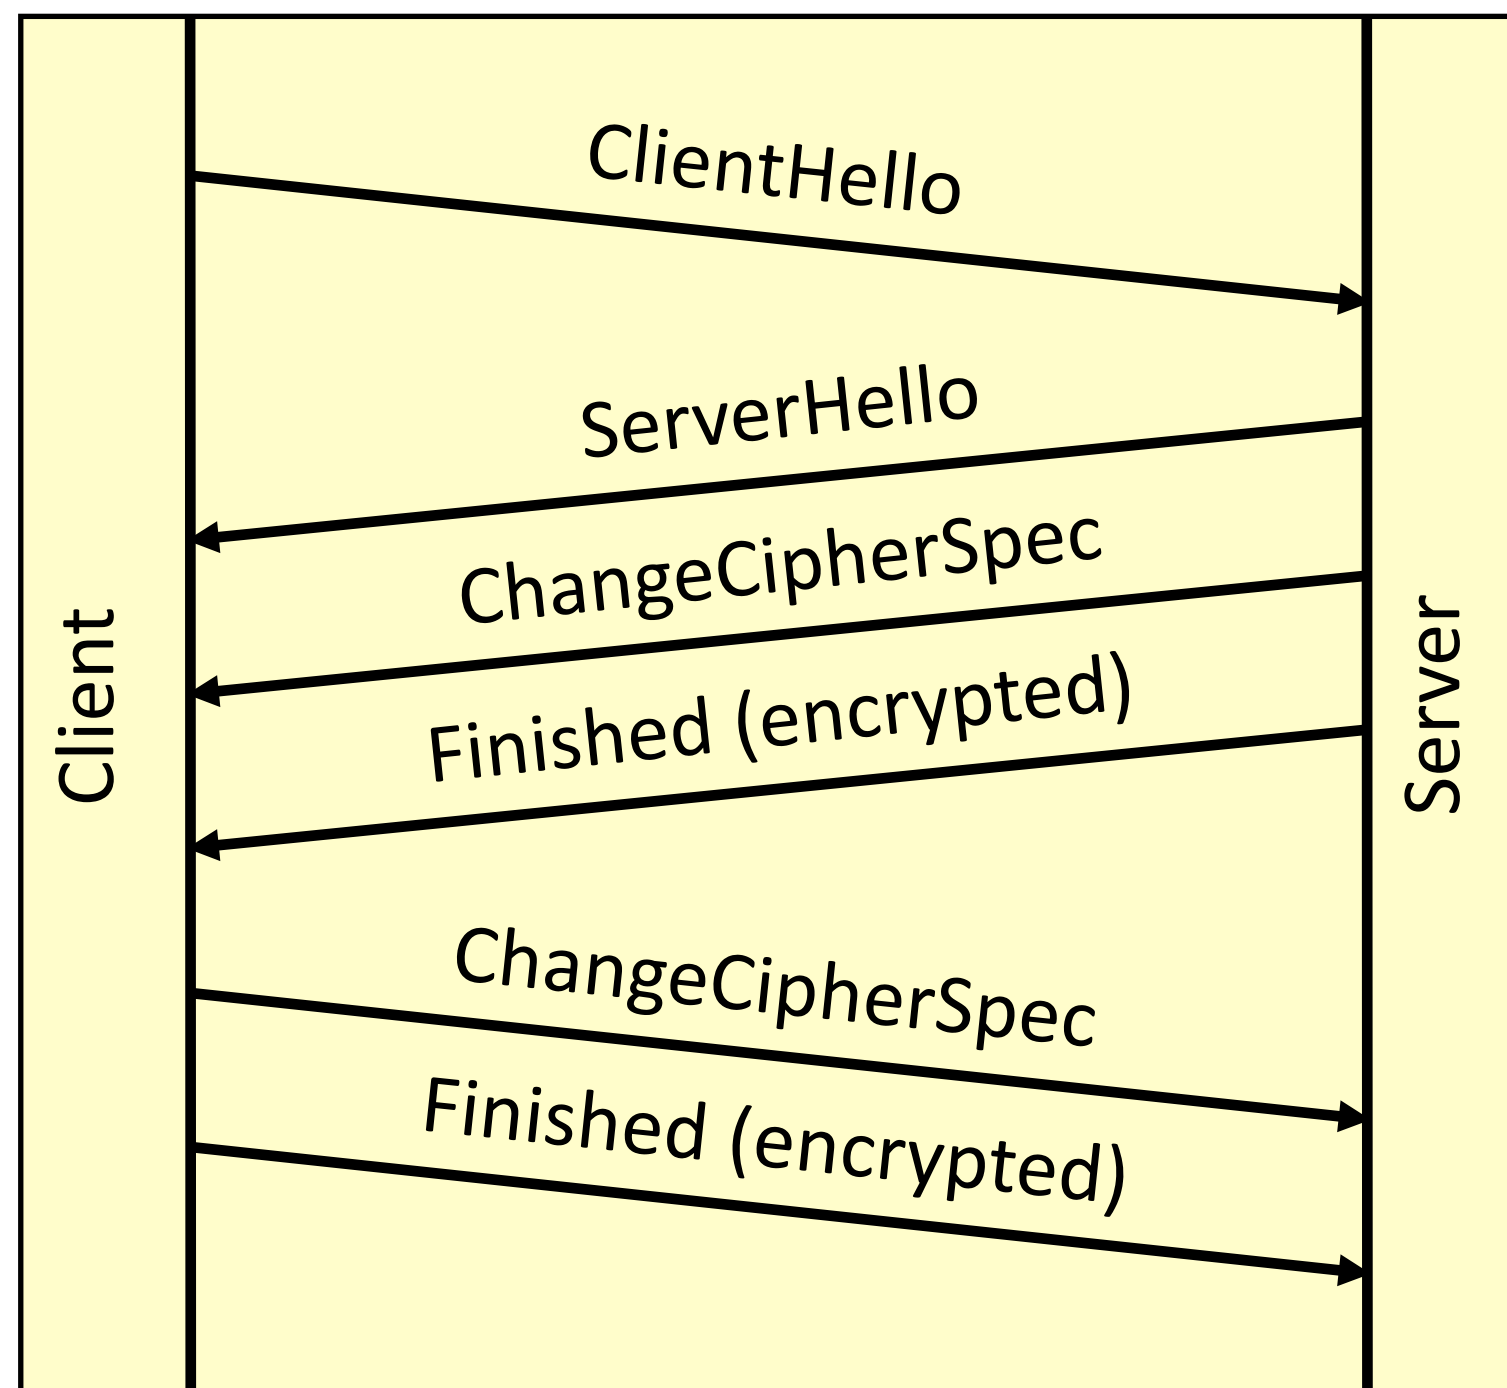 Client
ClientHello
ServerHello
ChangeCipherSpec
Finished (encrypted)
ChangeCipherSpec
Finished (encrypted)
Server